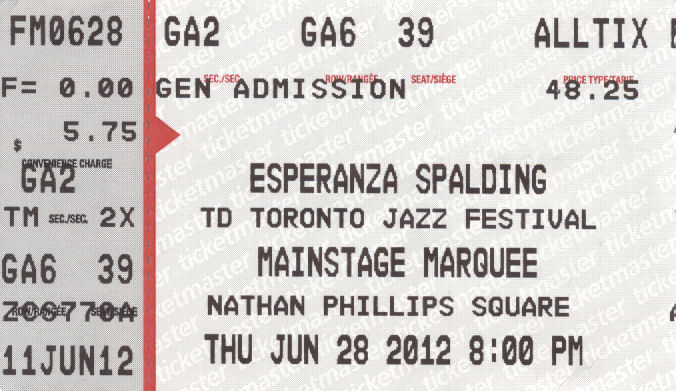 FM0628 GA2 GA6 39 ALLTIX
F= 0.00 GEN ADMISSION 48.25
SEC./SEC. ROW/RANGÉE SEAT/SIÈGE PRICE TYPE/TARIF
$ 5.75
CONVENIENCE CHARGE
GA2 ESPERANZA SPALDING
TM SEC./SEC. 2X TD TORONTO JAZZ FESTIVAL
GA6 39 MAINSTAGE MARQUEE
ROW/RANGÉE SEAT/SIÈGE
NATHAN PHILLIPS SQUARE
11JUN12 THU JUN 28 2012 8:00 PM
ticketmaster